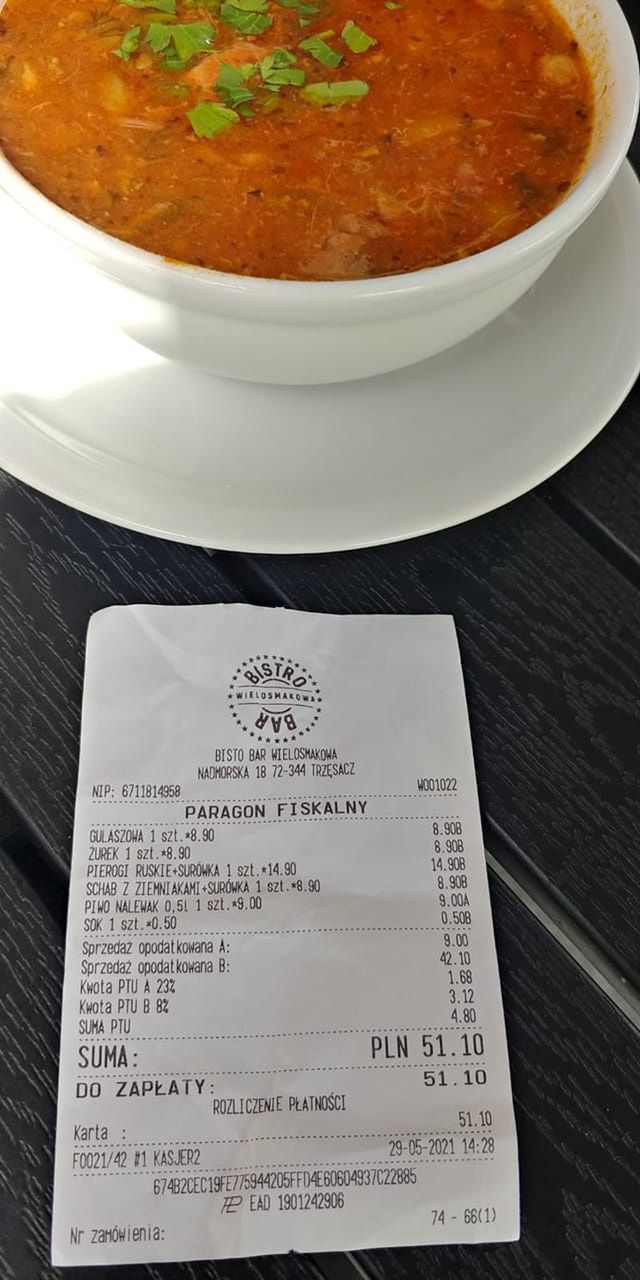 BISTRO
WIELOSMAKOWA
BAR
BISTO BAR WIELOSMAKOWA
NADMORSKA 18 72-344 TRZĘSACZ
NIP: 6711814958 W001022
PARAGON FISKALNY
GULASZOWA 1 szt.*8.90 8.90B
ŻUREK 1 szt.*8.90 8.90B
PIEROGI RUSKIE+SURÓWKA 1 szt.*14.90 14.90B
SCHAB Z ZIEMNIAKAMI+SURÓWKA 1 szt.*8.90 8.90B
PIWO NALEWAK 0,5l 1 szt.*9.00 9.00A
SOK 1 szt.*0.50 0.50B
Sprzedaż opodatkowana A: 9.00
Sprzedaż opodatkowana B: 42.10
Kwota PTU A 23% 1.68
Kwota PTU B 8% 3.12
SUMA PTU 4.80
SUMA: PLN 51.10
DO ZAPŁATY: 51.10
ROZLICZENIE PŁATNOŚCI
Karta : 51.10
F0021/42 #1 KASJER2 29-05-2021 14:28
674B2CEC19FE775944205FFD4E60604937C22885
EAD 1901242906
Nr zamówienia: 74 - 66(1)